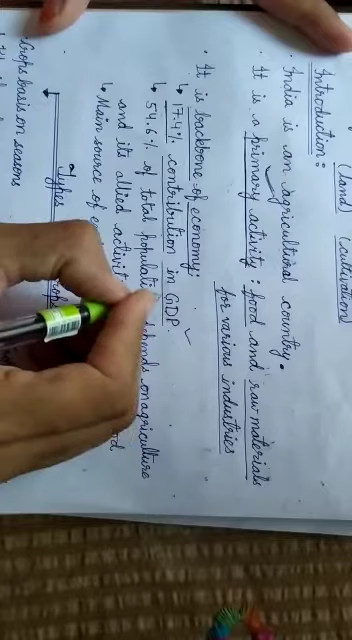 (land) (cultivation)
Introduction:
· India is an agricultural country.
· It is a primary activity: food and raw materials
for various industries
· It is backbone of economy:
↳ 17.4% contribution in GDP.
↳ 54.6% of total depends on agriculture
and its allied
↳ Main source of
Types
Crops basis on seasons